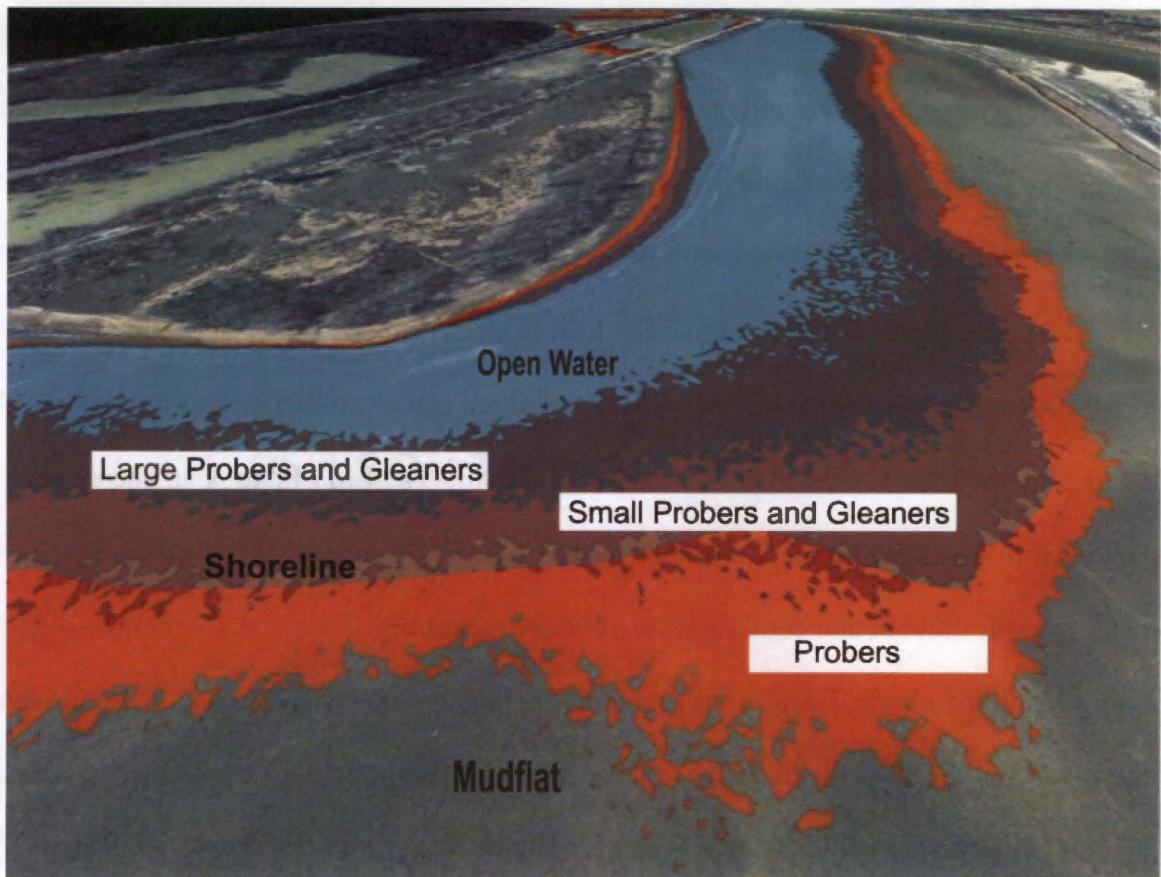 Open Water
Large Probers and Gleaners
Small Probers and Gleaners
Shoreline
Probers
Mudflat